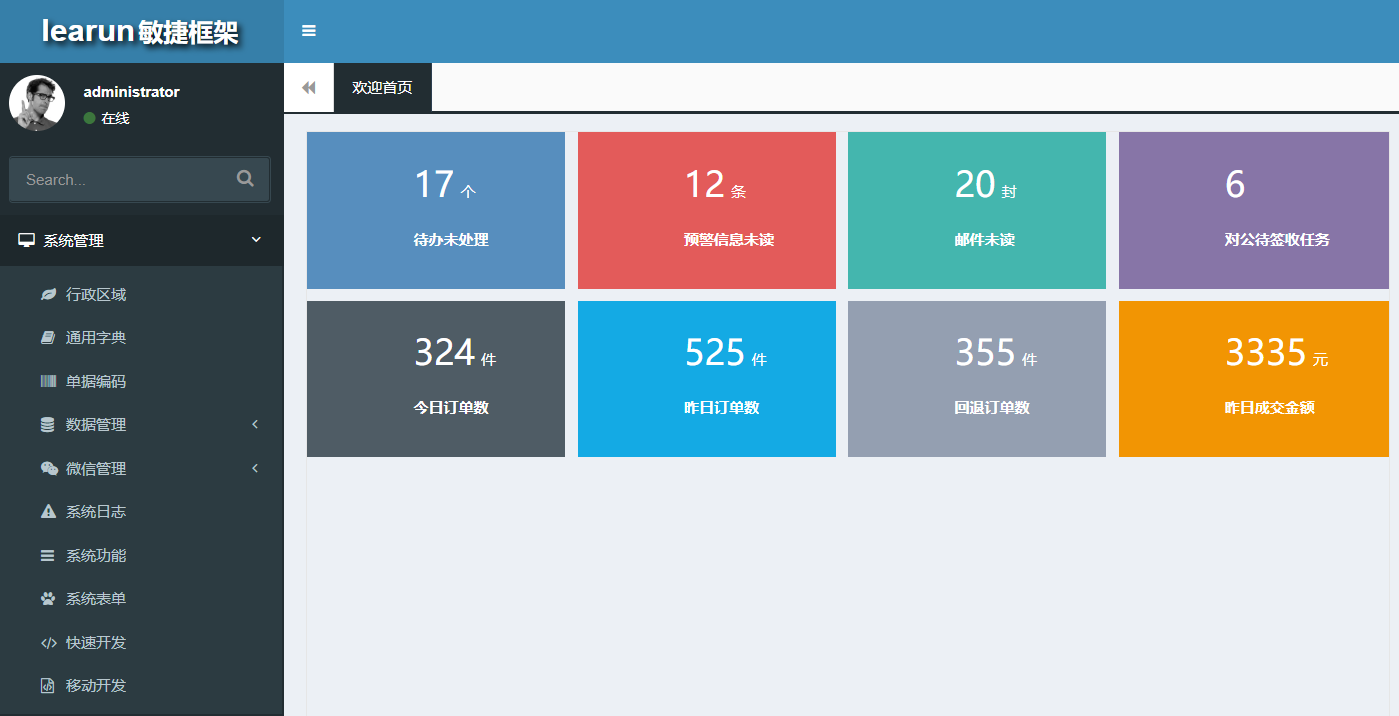 learun敏捷框架
administrator
在线
Search...
系统管理
行政区域
通用字典
单据编码
数据管理
微信管理
系统日志
系统功能
系统表单
快速开发
移动开发
欢迎首页
17 个
待办未处理
12 条
预警信息未读
20 封
邮件未读
6
对公待签收任务
324 件
今日订单数
525 件
昨日订单数
355 件
回退订单数
3335 元
昨日成交金额